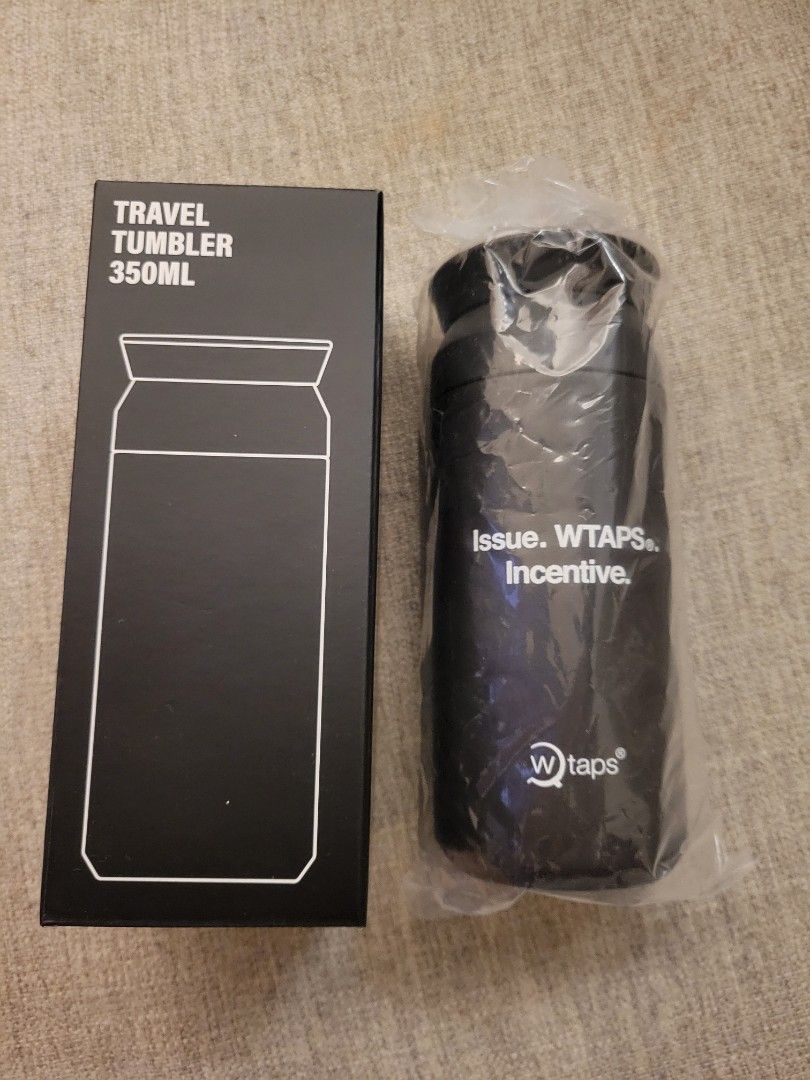 TRAVEL
TUMBLER
350ML
Issue. WTAPS®.
Incentive.
Wtaps®